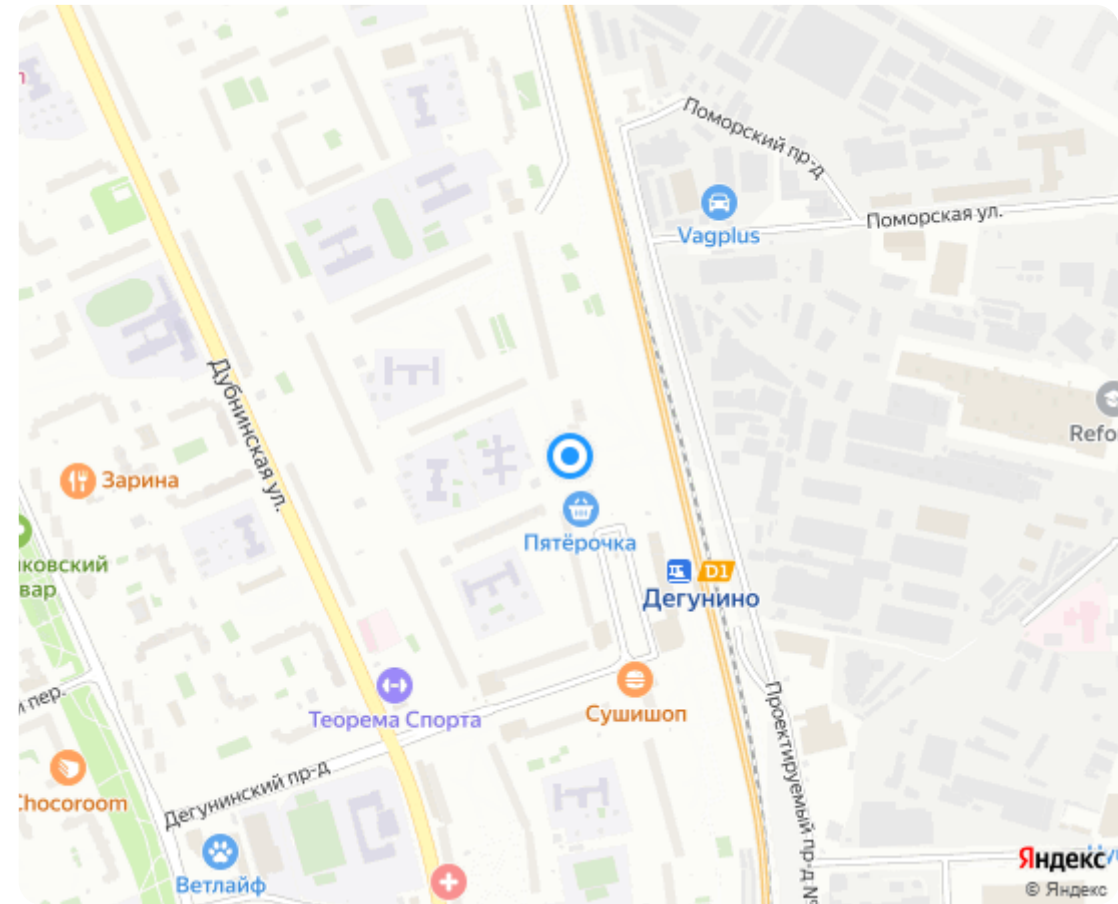 Поморский пр-д
Поморская ул.
Vagplus
Дубнинская ул.
Зарина
Refo
Пятёрочка
D1
Дегунино
ковский
вар
пер.
Теорема Спорта
Сушишоп
Проектируемый пр-д №
Chocoroom
Дегунинский пр-д
Ветлайф
Яндекс
© Яндекс